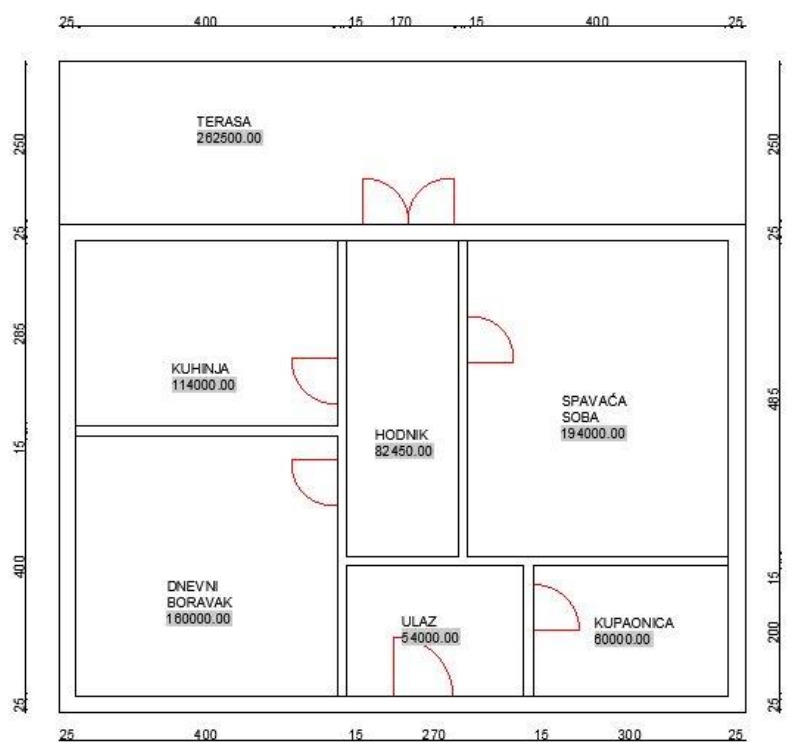 25 400 15 170 15 400 25
TERASA
262500.00
250
250
25
25
285
KUHINJA
114000.00
SPAVAĆA
SOBA
194000.00
485
HODNIK
82450.00
15
400
15
DNEVNI
BORAVAK
160000.00
ULAZ
54000.00
KUPAONICA
60000.00
200
25
25
25 400 15 270 15 300 25